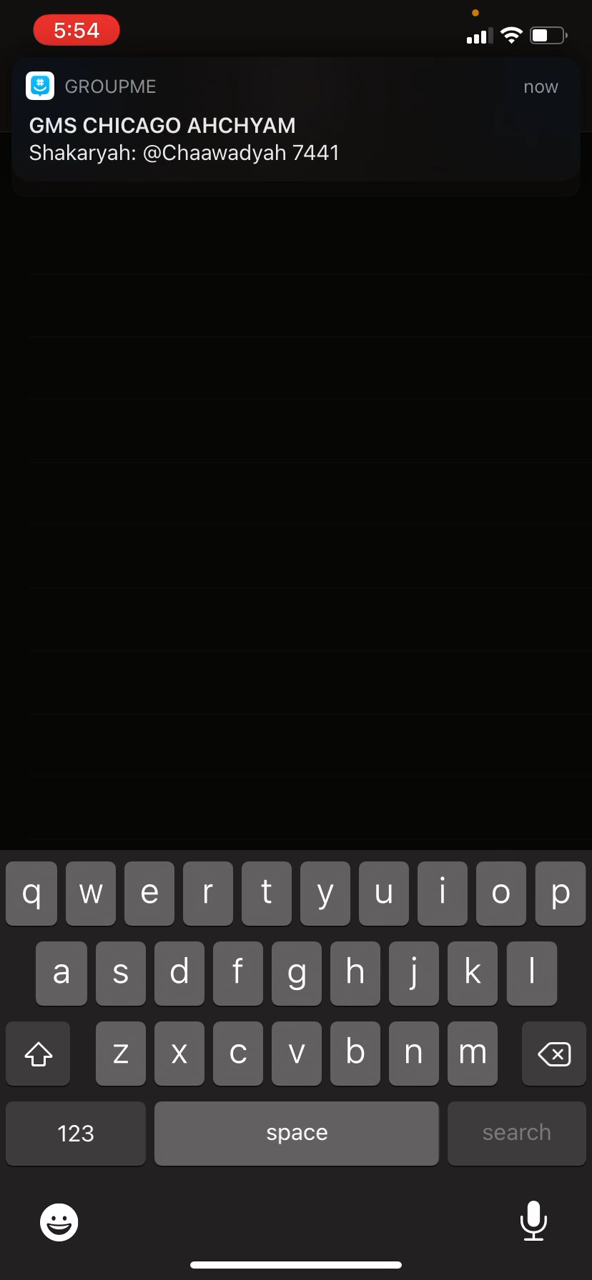 5:54
GROUPME now
GMS CHICAGO AHCHYAM
Shakaryah: @Chaawadyah 7441
q w e r t y u i o p
a s d f g h j k l
z x c v b n m
123 space search